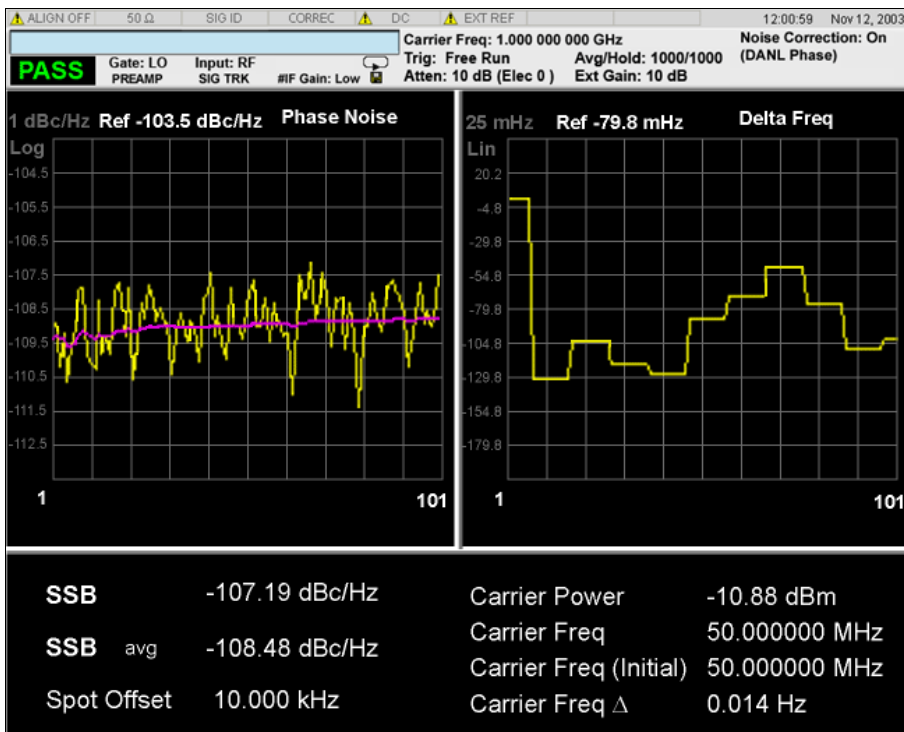 ALIGN OFF 50 Ω SIG ID CORREC DC EXT REF 12:00:59 Nov 12, 2003
PASS
Gate: LO Input: RF
PREAMP SIG TRK #IF Gain: Low
Carrier Freq: 1.000 000 000 GHz
Trig: Free Run Avg/Hold: 1000/1000
Atten: 10 dB (Elec 0 ) Ext Gain: 10 dB
Noise Correction: On
(DANL Phase)
1 dBc/Hz Ref -103.5 dBc/Hz Phase Noise
Log
-104.5
-105.5
-106.5
-107.5
-108.5
-109.5
-110.5
-111.5
-112.5
1 101
25 mHz Ref -79.8 mHz Delta Freq
Lin
20.2
-4.8
-29.8
-54.8
-79.8
-104.8
-129.8
-154.8
-179.8
1 101
SSB -107.19 dBc/Hz
SSB avg -108.48 dBc/Hz
Spot Offset 10.000 kHz
Carrier Power -10.88 dBm
Carrier Freq 50.000000 MHz
Carrier Freq (Initial) 50.000000 MHz
Carrier Freq Δ 0.014 Hz